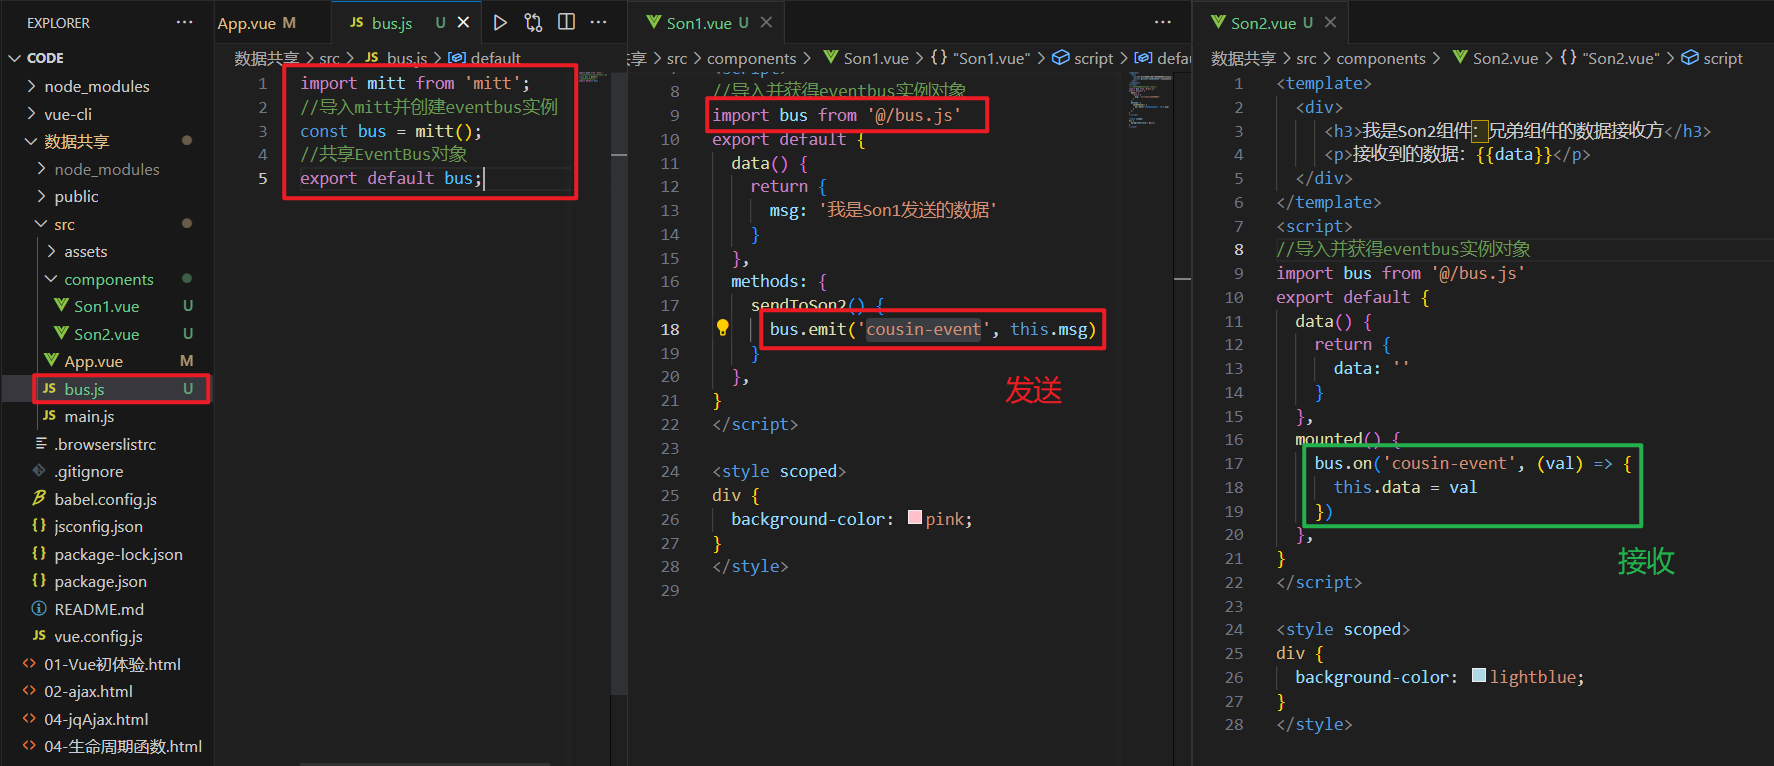 EXPLORER
CODE
node_modules
vue-cli
数据共享
node_modules
public
src
assets
components
Son1.vue U
Son2.vue U
App.vue M
JS bus.js U
JS main.js
.browserslistrc
.gitignore
babel.config.js
jsconfig.json
package-lock.json
package.json
README.md
JS vue.config.js
01-Vue初体验.html
02-ajax.html
04-jqAjax.html
04-生命周期函数.html
App.vue M
JS bus.js U
数据共享 > src > JS bus.js > default
1 import mitt from 'mitt';
2 //导入mitt并创建eventbus实例
3 const bus = mitt();
4 //共享EventBus对象
5 export default bus;
Son1.vue U
享 > src > components > Son1.vue > {} "Son1.vue" > script > defau
<script>
8 //导入并获得eventbus实例对象
9 import bus from '@/bus.js'
10 export default {
11 data() {
12 return {
13 msg: '我是Son1发送的数据'
14 }
15 },
16 methods: {
17 sendToSon2() {
18 bus.emit('cousin-event', this.msg)
19 }
20 },
21 }
22 </script>
23
24 <style scoped>
25 div {
26 background-color: pink;
27 }
28 </style>
29
发送
Son2.vue U
数据共享 > src > components > Son2.vue > {} "Son2.vue" > script
1 <template>
2 <div>
3 <h3>我是Son2组件：兄弟组件的数据接收方</h3>
4 <p>接收到的数据: {{data}}</p>
5 </div>
6 </template>
7 <script>
8 //导入并获得eventbus实例对象
9 import bus from '@/bus.js'
10 export default {
11 data() {
12 return {
13 data: ''
14 }
15 },
16 mounted() {
17 bus.on('cousin-event', (val) => {
18 this.data = val
19 })
20 },
21 }
22 </script>
23
24 <style scoped>
25 div {
26 background-color: lightblue;
27 }
28 </style>
接收